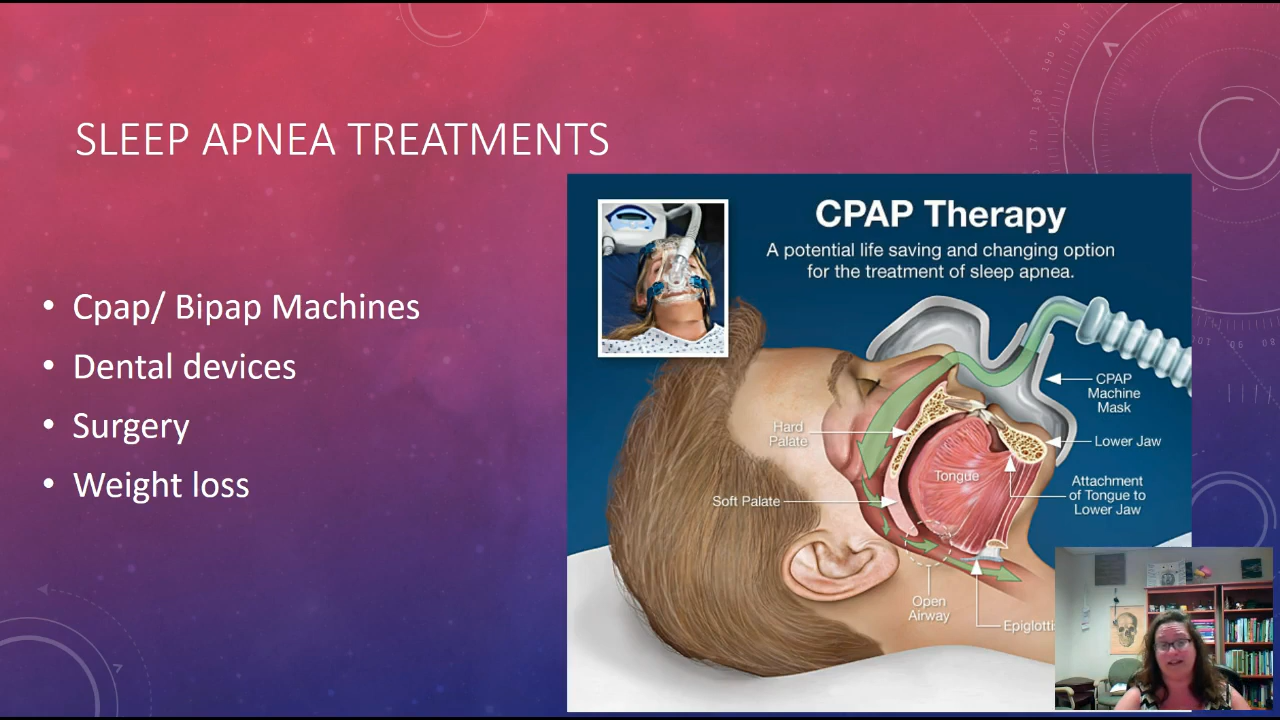 SLEEP APNEA TREATMENTS
• Cpap/ Bipap Machines
• Dental devices
• Surgery
• Weight loss
CPAP Therapy
A potential life saving and changing option
for the treatment of sleep apnea.
CPAP
Machine
Mask
Hard
Palate
Lower Jaw
Tongue
Attachment
of Tongue to
Lower Jaw
Soft Palate
Open
Airway